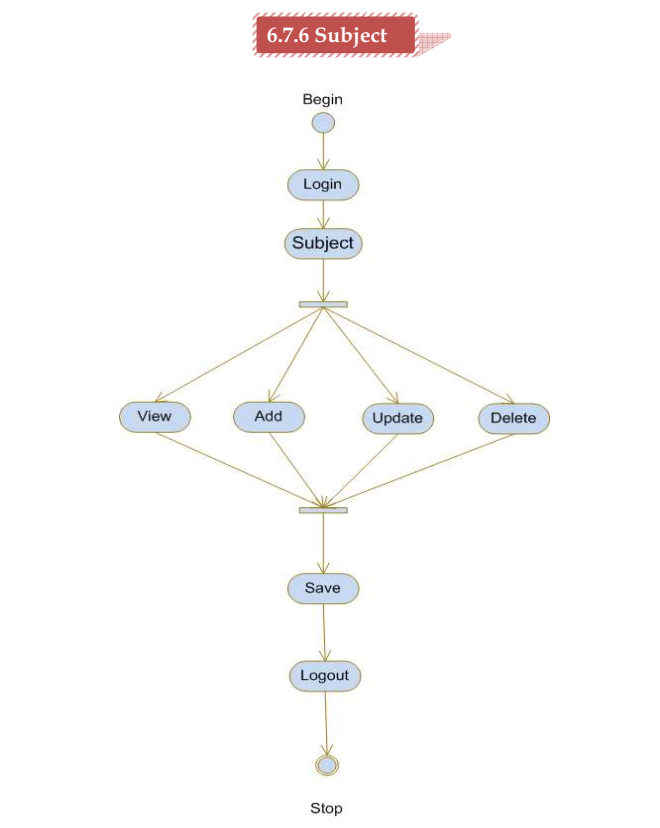 6.7.6 Subject
Begin
Login
Subject
View
Add
Update
Delete
Save
Logout
Stop